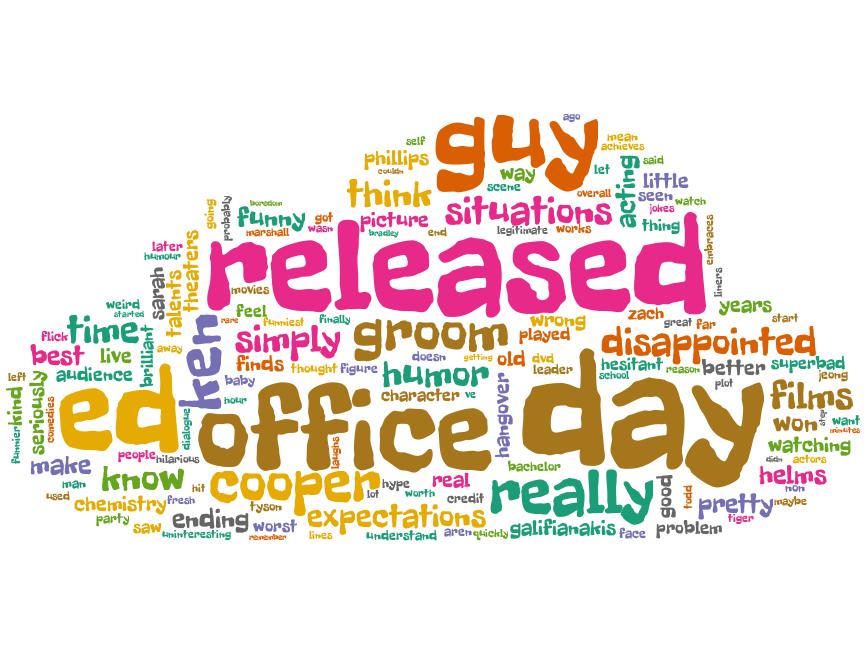 ago
guy
self
mean
achieves
phillips
couldn
way
let
said
scene
little
think
overall
acting
seen
watch
going
probably
boredom
funny
got
wasn
picture
situations
jokes
thing
marshall
bradley
end
legitimate
works
embraces
later
humour
theaters
released
liners
sarah
talents
movies
weird
started
feel
funniest
finally
wrong
zach
years
flick
time
rare
simply
groom
played
great
far
start
disappointed
best
live
brilliant
away
ken
finds
thought
figure
doesn
getting
old
dvd
leader
hesitant
school
reason
better
superbad
left
kind
seriously
audience
baby
humor
plot
jeong
comedies
ed
hour
character
ve
hangover
day
films
funnier
dialogue
office
won
step
want
minutes
people
hilarious
laughs
watching
make
bachelor
didn
actors
know
hit
cooper
hype
real
helms
man
used
chemistry
fresh
lot
worth
credit
really
good
todd
non
pretty
maybe
party
saw
ending
tyson
worst
expectations
tiger
uninteresting
remember
lines
understand
aren
quickly
galifianakis
face
problem